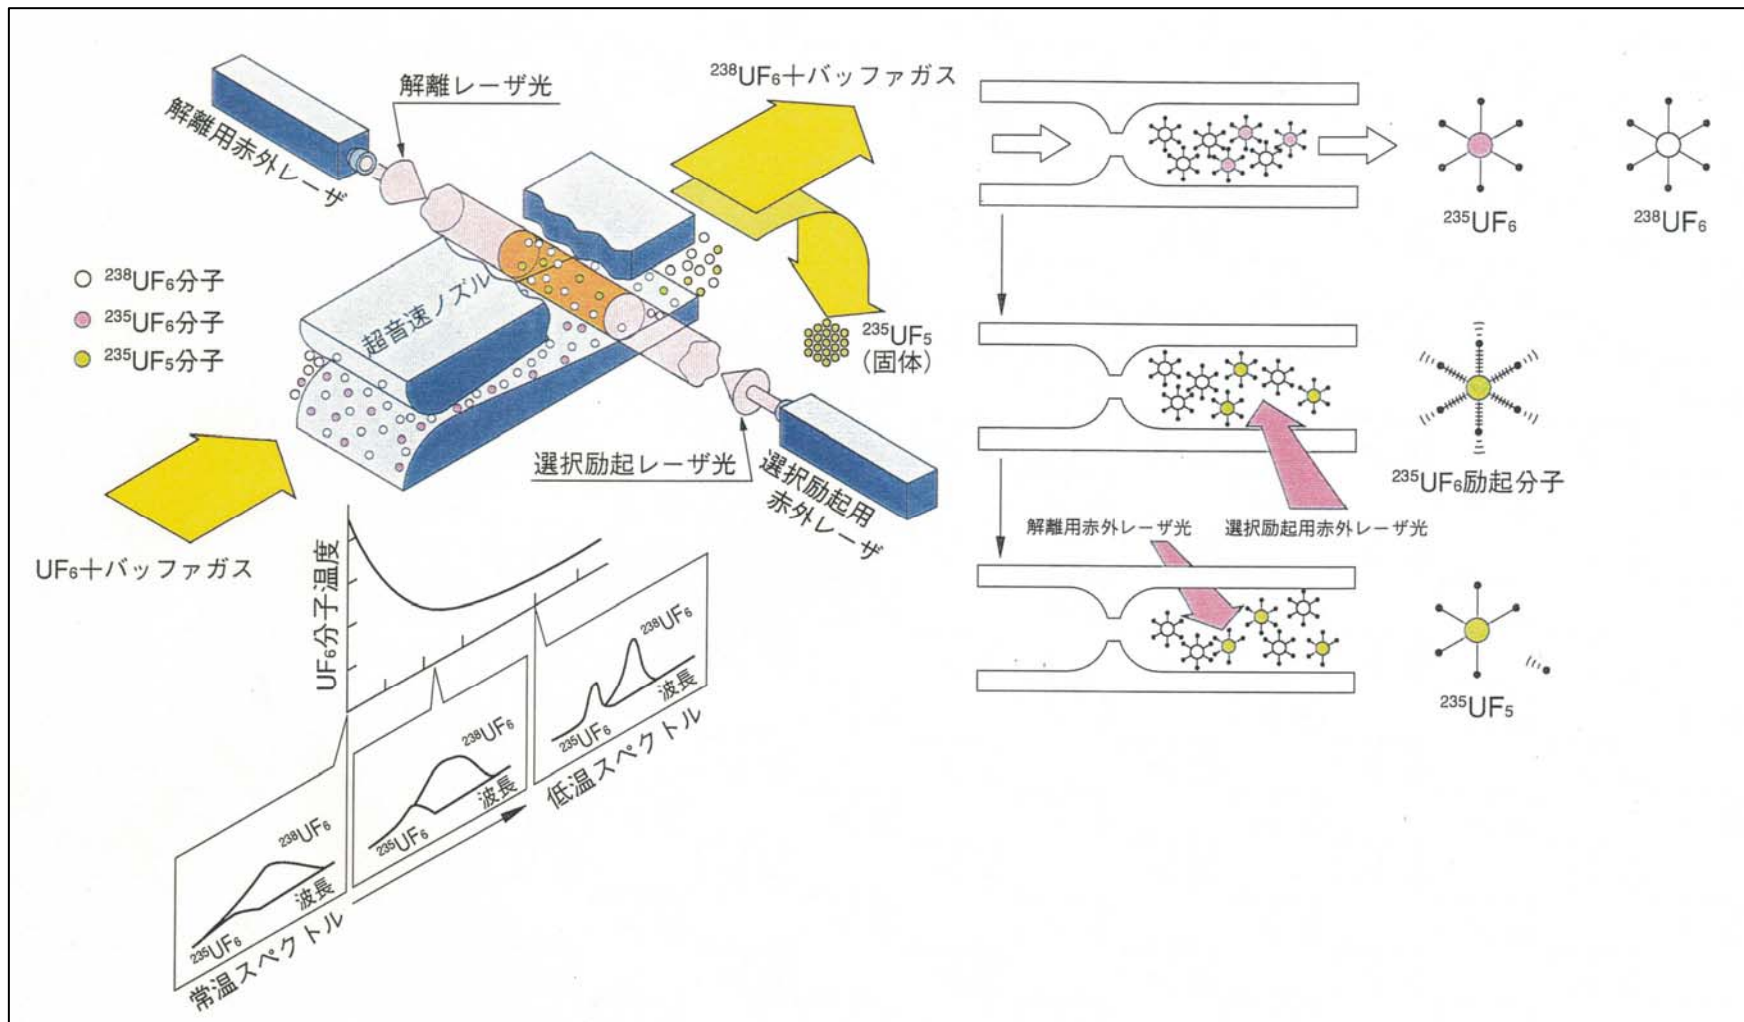 解離レーザ光
解離用赤外レーザ
²³⁸UF₆+バッファガス
²³⁸UF₆分子
²³⁵UF₆分子
²³⁵UF₅分子
超音速ノズル
²³⁵UF₅
(固体)
選択励起レーザ光
選択励起用
赤外レーザ
UF₆+バッファガス
UF₆分子温度
²³⁸UF₆
波長
²³⁵UF₆
常温スペクトル
²³⁸UF₆
波長
²³⁵UF₆
²³⁸UF₆
波長
²³⁵UF₆
低温スペクトル
²³⁵UF₆
²³⁸UF₆
²³⁵UF₆励起分子
解離用赤外レーザ光
選択励起用赤外レーザ光
²³⁵UF₅